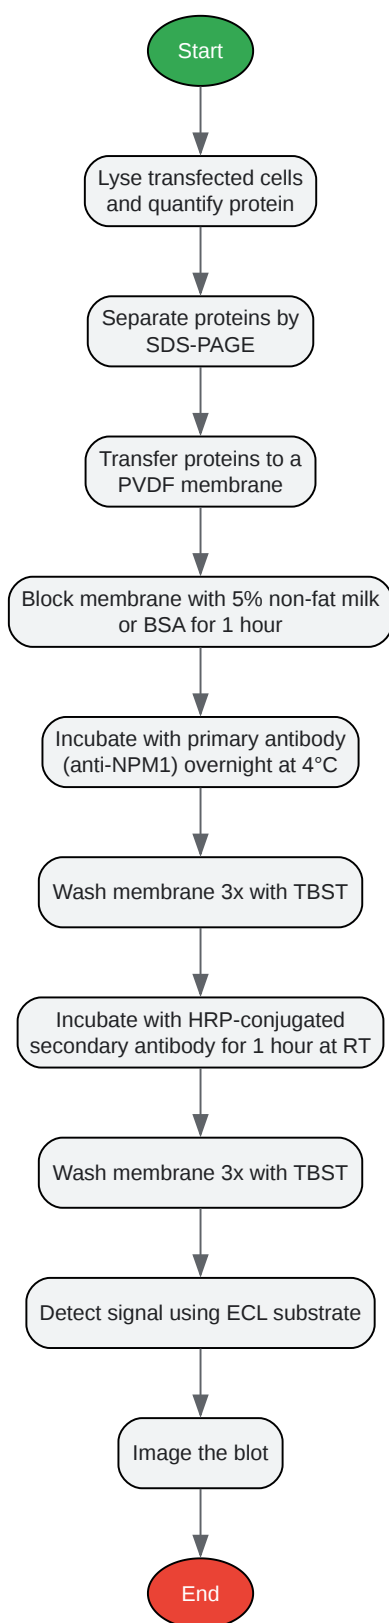 Start
Lyse transfected cells
and quantify protein
Separate proteins by
SDS-PAGE
Transfer proteins to a
PVDF membrane
Block membrane with 5% non-fat milk
or BSA for 1 hour
Incubate with primary antibody
(anti-NPM1) overnight at 4°C
Wash membrane 3x with TBST
Incubate with HRP-conjugated
secondary antibody for 1 hour at RT
Wash membrane 3x with TBST
Detect signal using ECL substrate
Image the blot
End